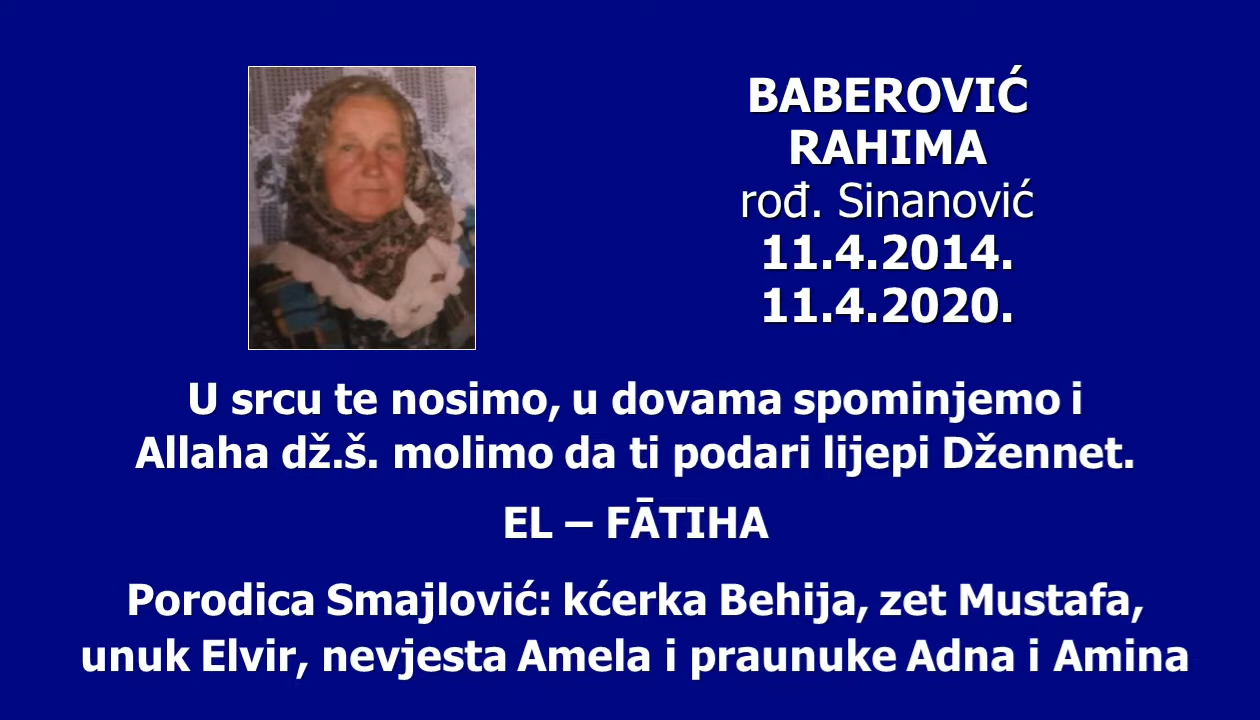 BABEROVIĆ
RAHIMA
rođ. Sinanović
11.4.2014.
11.4.2020.
U srcu te nosimo, u dovama spominjemo i
Allaha dž.š. molimo da ti podari lijepi Džennet.
EL – FĀTIHA
Porodica Smajlović: kćerka Behija, zet Mustafa,
unuk Elvir, nevjesta Amela i praunuke Adna i Amina